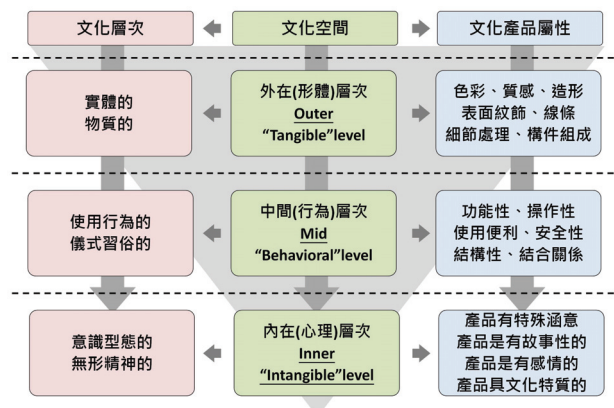 文化層次
文化空間
文化產品屬性
實體的
物質的
外在(形體)層次
Outer
“Tangible”level
色彩、質感、造形
表面紋飾、線條
細節處理、構件組成
使用行為的
儀式習俗的
中間(行為)層次
Mid
“Behavioral”level
功能性、操作性
使用便利、安全性
結構性、結合關係
意識型態的
無形精神的
內在(心理)層次
Inner
“Intangible”level
產品有特殊涵意
產品是有故事性的
產品是有感情的
產品具文化特質的